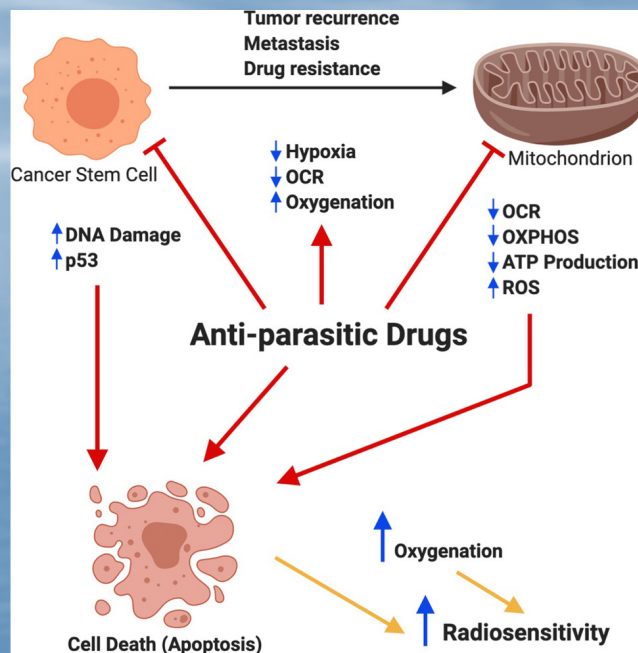 Tumor recurrence
Metastasis
Drug resistance
Cancer Stem Cell
Mitochondrion
↓ Hypoxia
↓ OCR
↑ Oxygenation
↑ DNA Damage
↑ p53
↓ OCR
↓ OXPHOS
↓ ATP Production
↑ ROS
Anti-parasitic Drugs
↑ Oxygenation
↑ Radiosensitivity
Cell Death (Apoptosis)